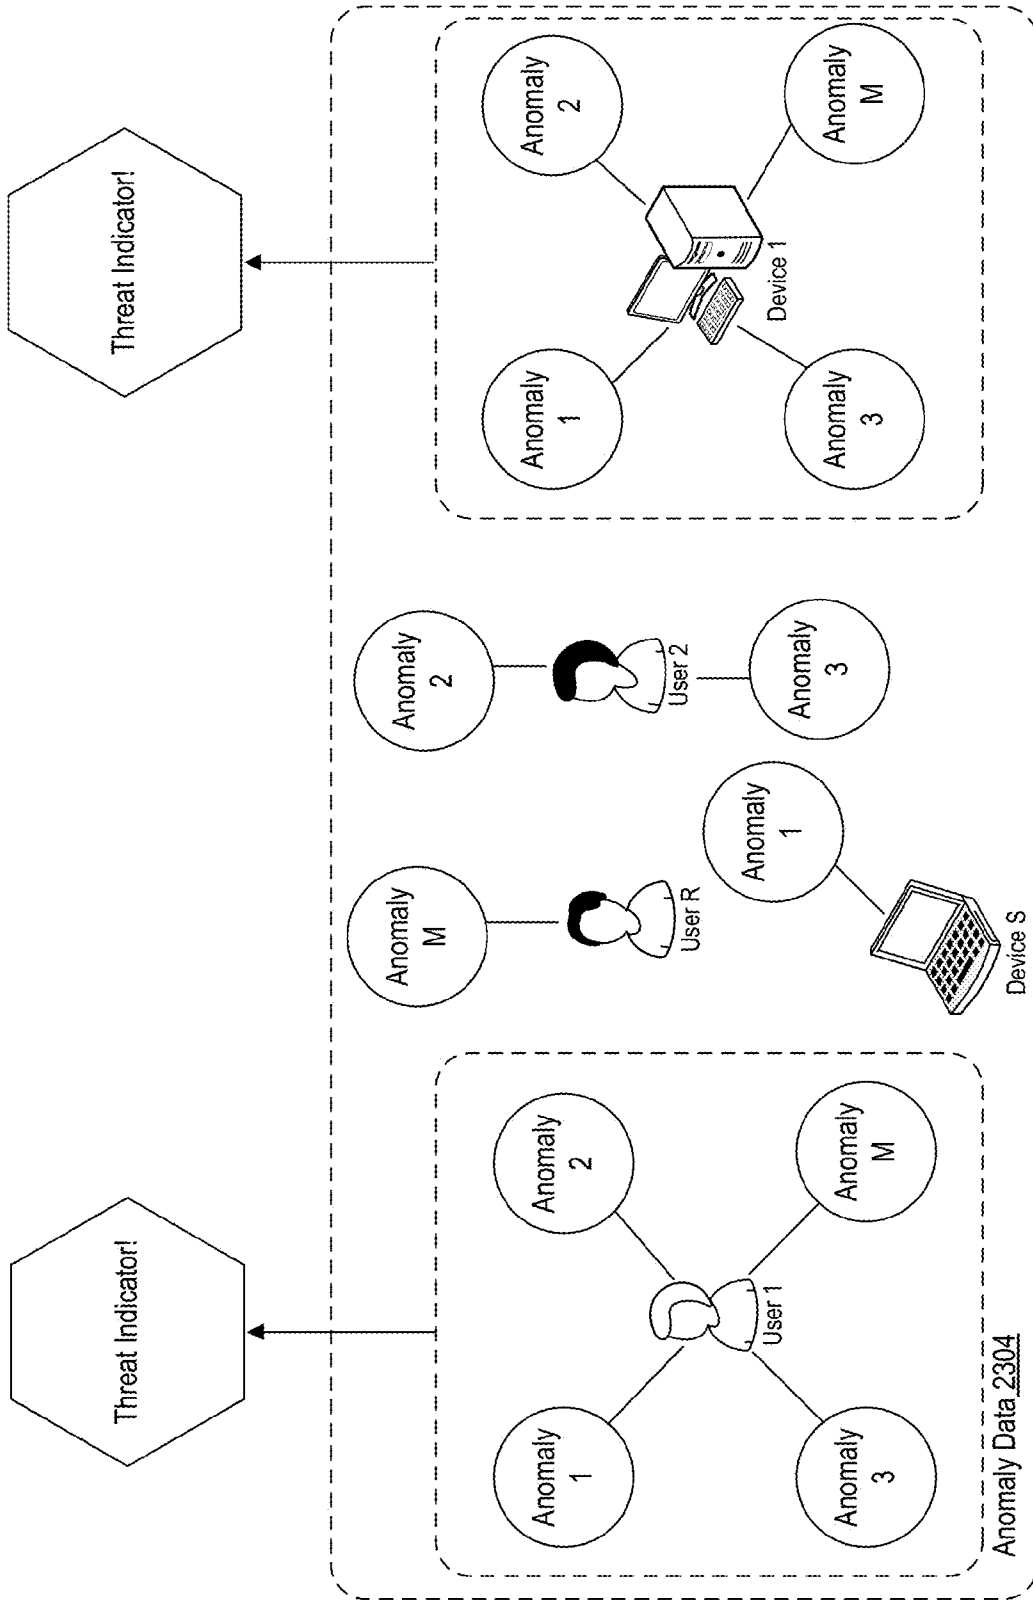 Threat Indicator!
Threat Indicator!
Anomaly
1
Anomaly
2
User 1
Anomaly
3
Anomaly
M
Anomaly
M
User R
Anomaly
2
User 2
Anomaly
3
Anomaly
1
Device S
Anomaly
1
Anomaly
2
Device 1
Anomaly
3
Anomaly
M
Anomaly Data 2304